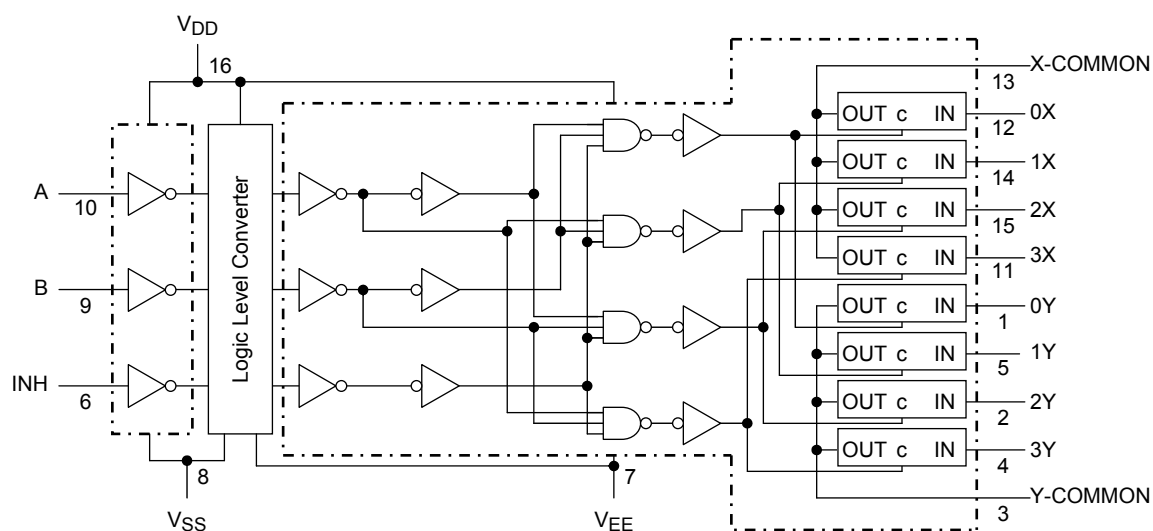 VDD
16
X-COMMON
13
OUT c IN
0X
12
OUT c IN
1X
14
A
10
OUT c IN
2X
15
OUT c IN
3X
11
B
9
Logic Level Converter
OUT c IN
0Y
1
OUT c IN
1Y
5
INH
6
OUT c IN
2Y
2
OUT c IN
3Y
4
8
7
VSS
VEE
Y-COMMON
3